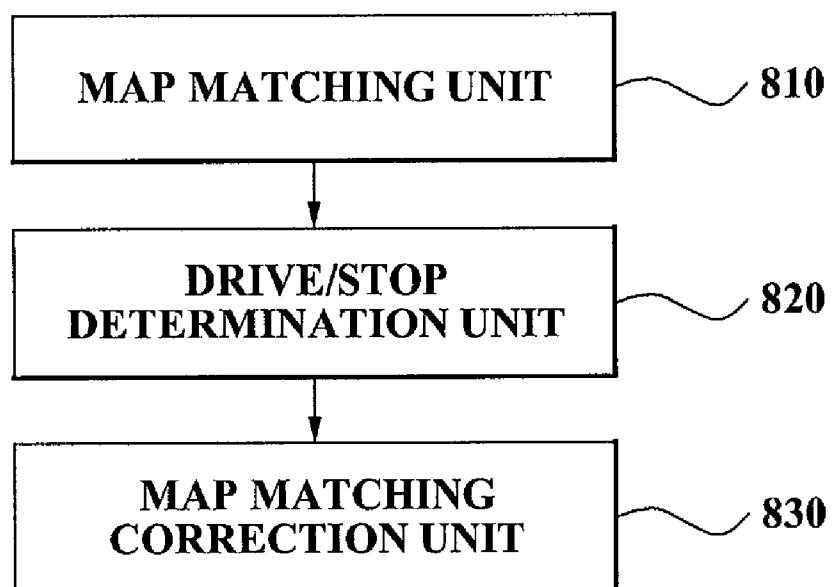 MAP MATCHING UNIT
810
DRIVE/STOP
DETERMINATION UNIT
820
MAP MATCHING
CORRECTION UNIT
830